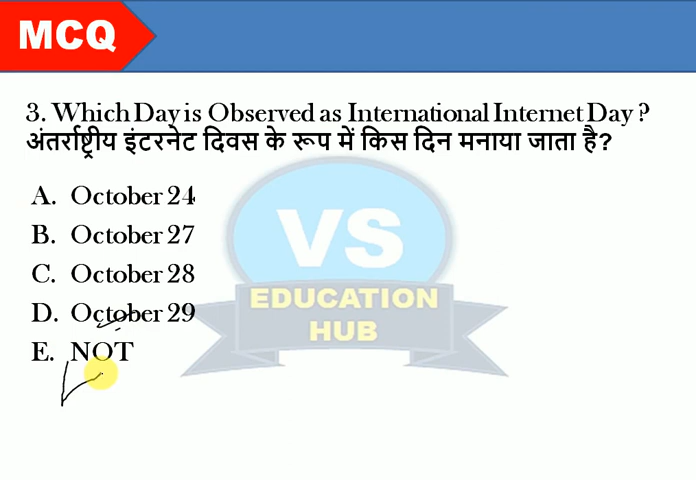 MCQ
3. Which Day is Observed as International Internet Day ?
अंतर्राष्ट्रीय इंटरनेट दिवस के रूप में किस दिन मनाया जाता है?
A. October 24
B. October 27
C. October 28
D. October 29
E. NOT
VS
EDUCATION
HUB